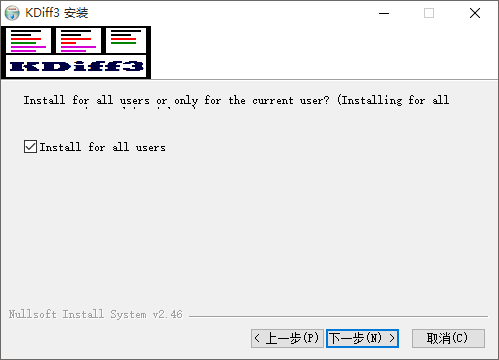 KDiff3 安装
KDiff3
Install for all users or only for the current user? (Installing for all
Install for all users
Nullsoft Install System v2.46
< 上一步(P)
下一步(N) >
取消(C)